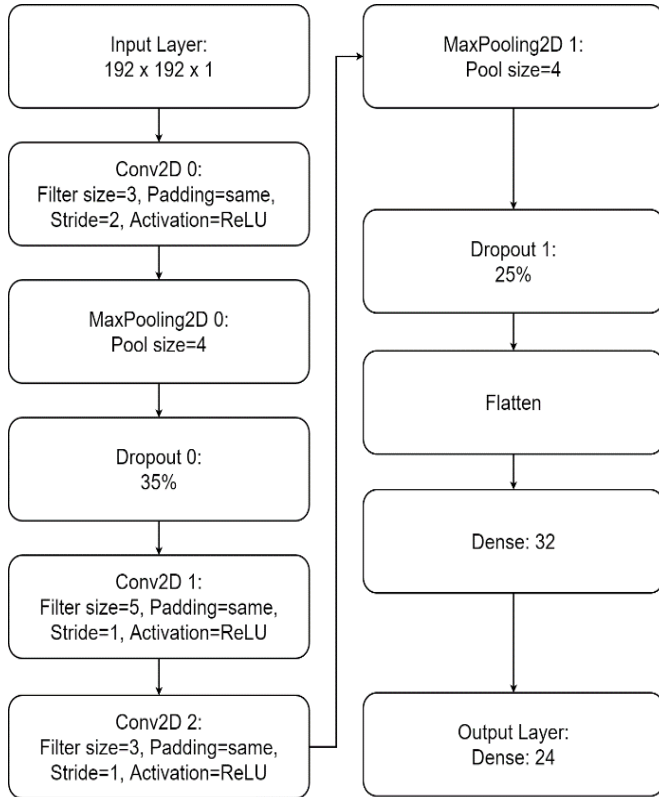 Input Layer:
192 x 192 x 1
Conv2D 0:
Filter size=3, Padding=same,
Stride=2, Activation=ReLU
MaxPooling2D 0:
Pool size=4
Dropout 0:
35%
Conv2D 1:
Filter size=5, Padding=same,
Stride=1, Activation=ReLU
Conv2D 2:
Filter size=3, Padding=same,
Stride=1, Activation=ReLU
MaxPooling2D 1:
Pool size=4
Dropout 1:
25%
Flatten
Dense: 32
Output Layer:
Dense: 24